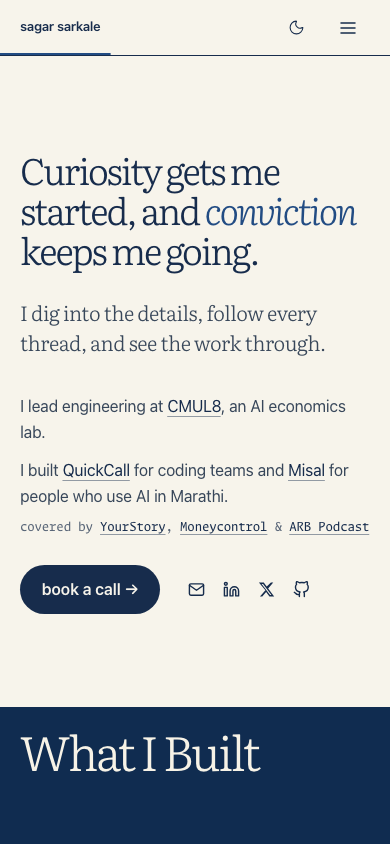 sagar sarkale
Curiosity gets me
started, and conviction
keeps me going.
I dig into the details, follow every
thread, and see the work through.
I lead engineering at CMUL8, an AI economics
lab.
I built QuickCall for coding teams and Misal for
people who use AI in Marathi.
covered by YourStory, Moneycontrol & ARB Podcast
book a call →
What I Built